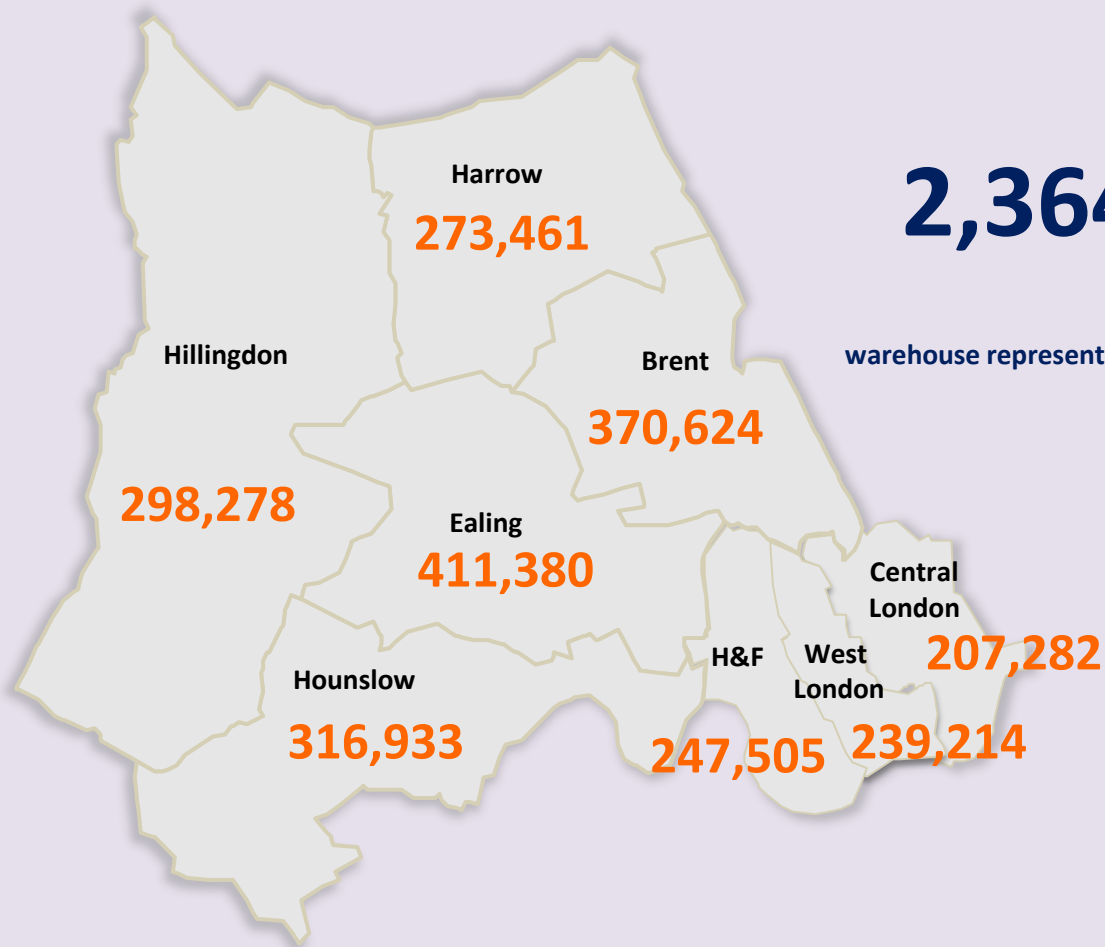 Harrow
273,461
2,364
Hillingdon
298,278
Brent
370,624
warehouse represent
Ealing
411,380
Central
London
207,282
H&F
247,505
West
London
239,214
Hounslow
316,933